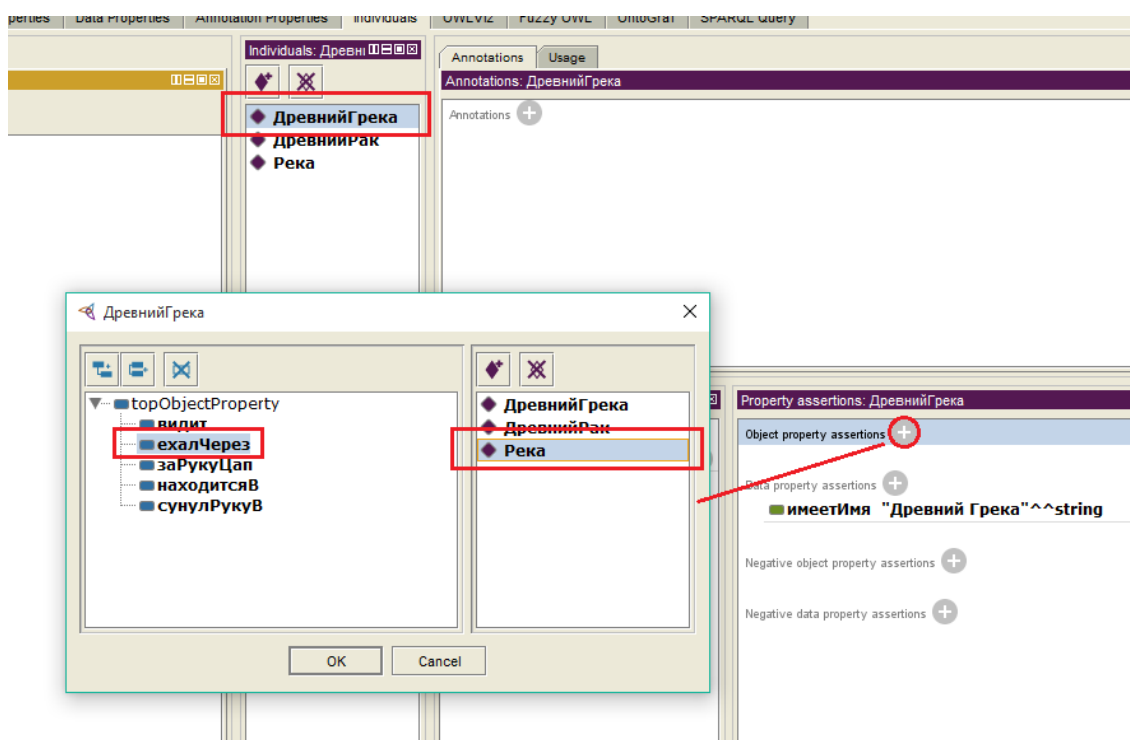 perties Data Properties Annotation Properties Individuals OWLViz Fuzzy OWL OntoGraf SPARQL Query
Individuals: Древні
ДревнийГрека
ДревнийРак
Река
Annotations Usage
Annotations: ДревнийГрека
Annotations
ДревнийГрека
topObjectProperty
видит
ехалЧерез
заРукуЦап
находитсяВ
сунулРукуВ
ДревнийГрека
ДревнийРак
Река
OK Cancel
Property assertions: ДревнийГрека
Object property assertions
Data property assertions
имеетИмя "Древний Грека"^^string
Negative object property assertions
Negative data property assertions